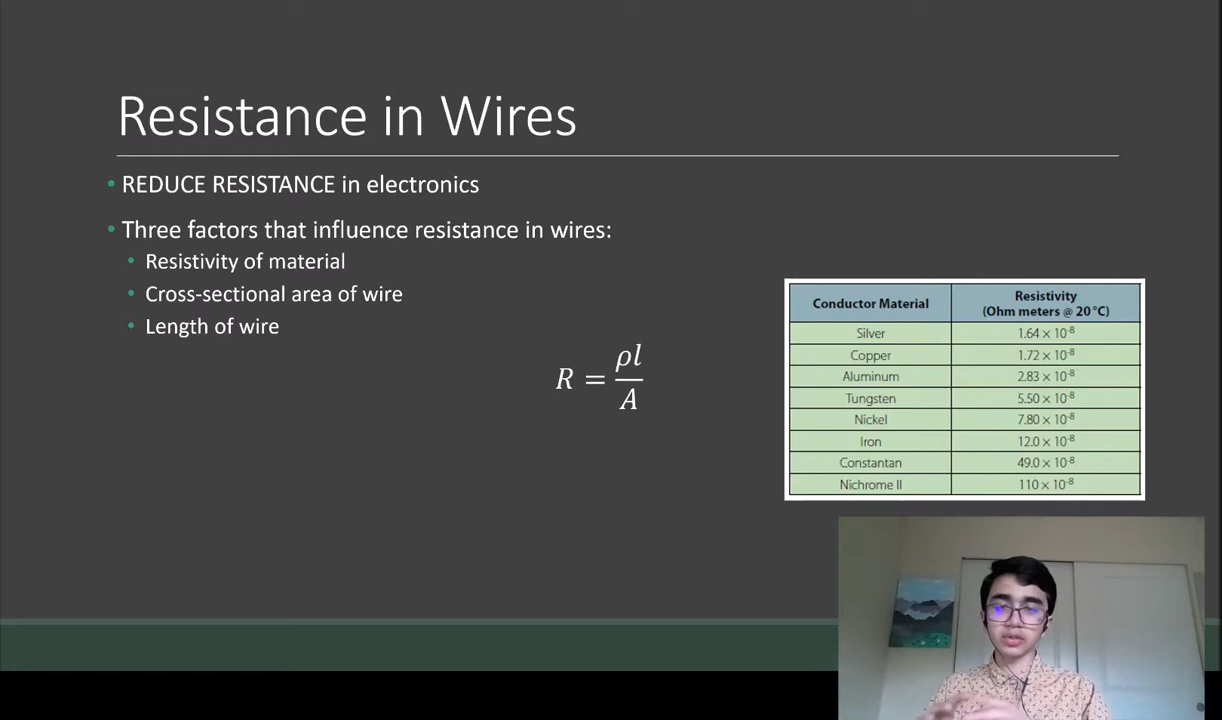 Resistance in Wires
• REDUCE RESISTANCE in electronics
• Three factors that influence resistance in wires:
• Resistivity of material
• Cross-sectional area of wire
• Length of wire
R = ρl/A
Conductor Material Resistivity (Ohm meters @ 20°C)
Silver 1.64 × 10⁻⁸
Copper 1.72 × 10⁻⁸
Aluminum 2.83 × 10⁻⁸
Tungsten 5.50 × 10⁻⁸
Nickel 7.80 × 10⁻⁸
Iron 12.0 × 10⁻⁸
Constantan 49.0 × 10⁻⁸
Nichrome II 110 × 10⁻⁸